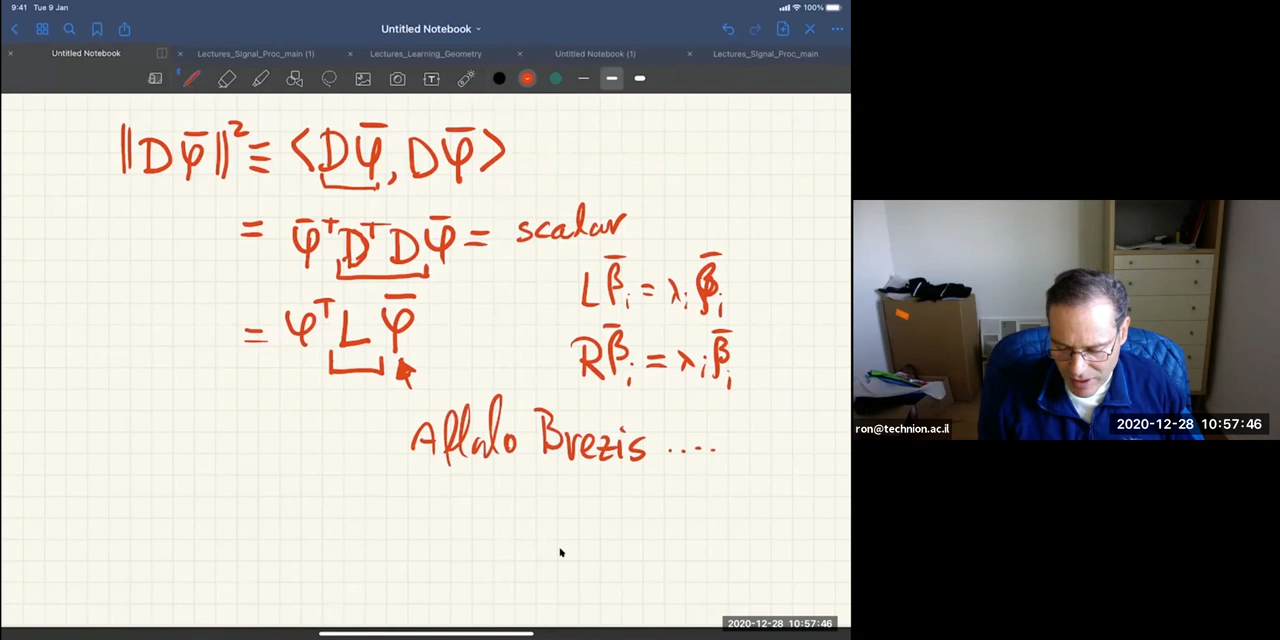 9:41 Tue 9 Jan
100%
Untitled Notebook
Untitled Notebook
Lectures_Signal_Proc_main (1)
Lectures_Learning_Geometry
Untitled Notebook (1)
Lectures_Signal_Proc_main
‖Dφ̄‖² ≡ <Dφ̄, Dφ̄>
= φ̄ᵀDᵀDφ̄ = scalar
Lβ̄ᵢ = λᵢβ̄ᵢ
= φᵀLφ̄
Rβ̄ᵢ = λᵢβ̄ᵢ
Aflalo Brezis ....
ron@technion.ac.il
2020-12-28 10:57:46
2020-12-28 10:57:46